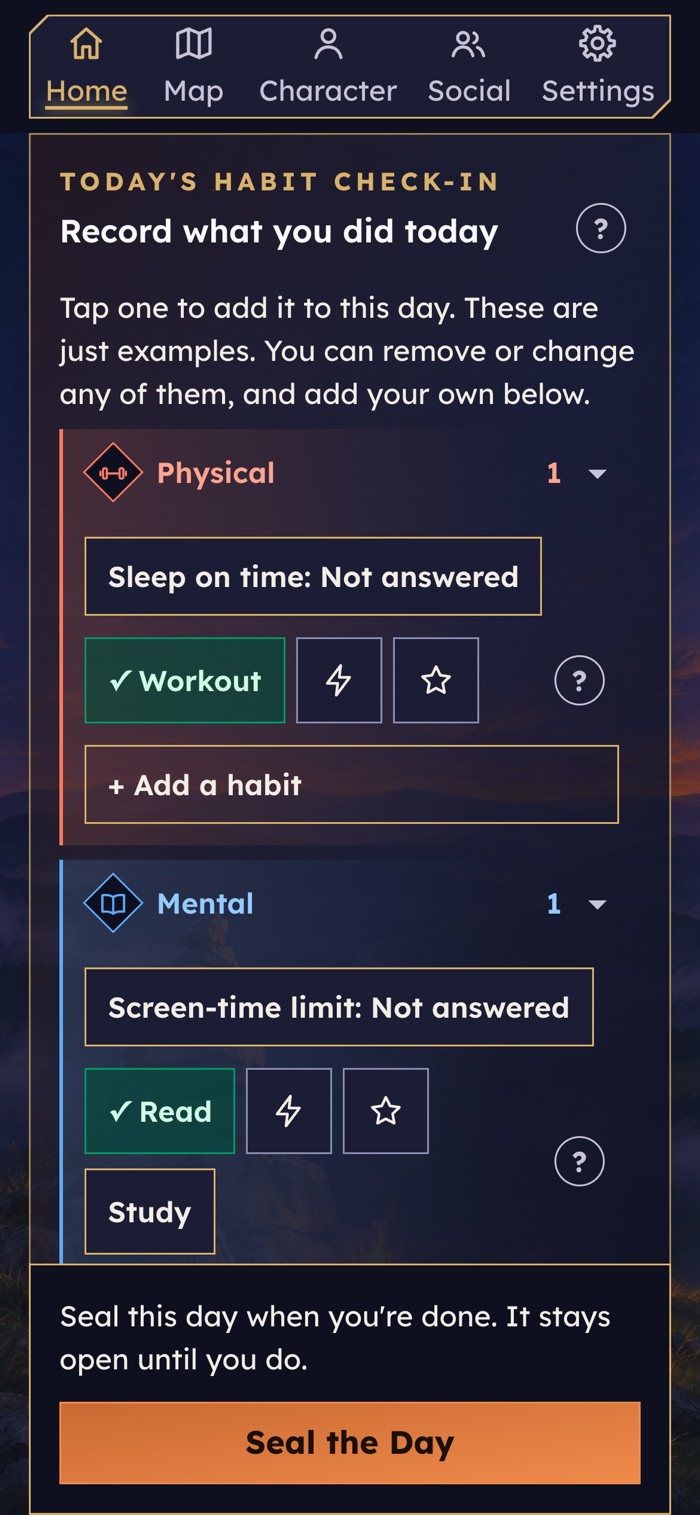 Home Map Character Social Settings
TODAY'S HABIT CHECK-IN
Record what you did today ?
Tap one to add it to this day. These are
just examples. You can remove or change
any of them, and add your own below.
Physical 1
Sleep on time: Not answered
✓ Workout ?
+ Add a habit
Mental 1
Screen-time limit: Not answered
✓ Read
?
Study
Seal this day when you're done. It stays
open until you do.
Seal the Day